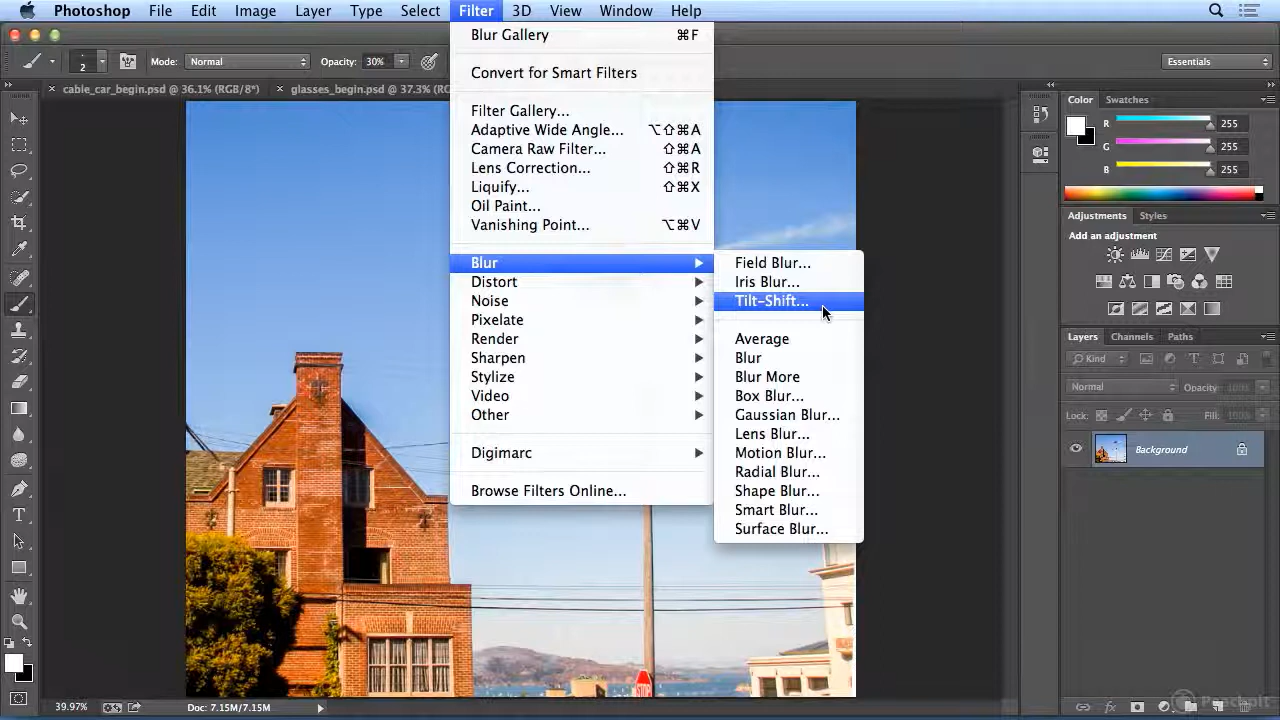 Photoshop File Edit Image Layer Type Select Filter 3D View Window Help
2 Mode: Normal Opacity: 30% Essentials
cable_car_begin.psd @ 36.1% (RGB/8*) × glasses_begin.psd @ 37.3% (RG
Blur Gallery ⌘F
Convert for Smart Filters
Filter Gallery...
Adaptive Wide Angle... ⌥⇧⌘A
Camera Raw Filter... ⇧⌘A
Lens Correction... ⇧⌘R
Liquify... ⇧⌘X
Oil Paint...
Vanishing Point... ⌥⌘V
Blur
Distort
Noise
Pixelate
Render
Sharpen
Stylize
Video
Other
Digimarc
Browse Filters Online...
Field Blur...
Iris Blur...
Tilt-Shift...
Average
Blur
Blur More
Box Blur...
Gaussian Blur...
Lens Blur...
Motion Blur...
Radial Blur...
Shape Blur...
Smart Blur...
Surface Blur...
Color Swatches
R 255
G 255
B 255
Adjustments Styles
Add an adjustment
Layers Channels Paths
Kind
Normal Opacity: 100%
Lock: Fill: 100%
Background
STOP
39.97% Doc: 7.15M/7.15M
Peachpit